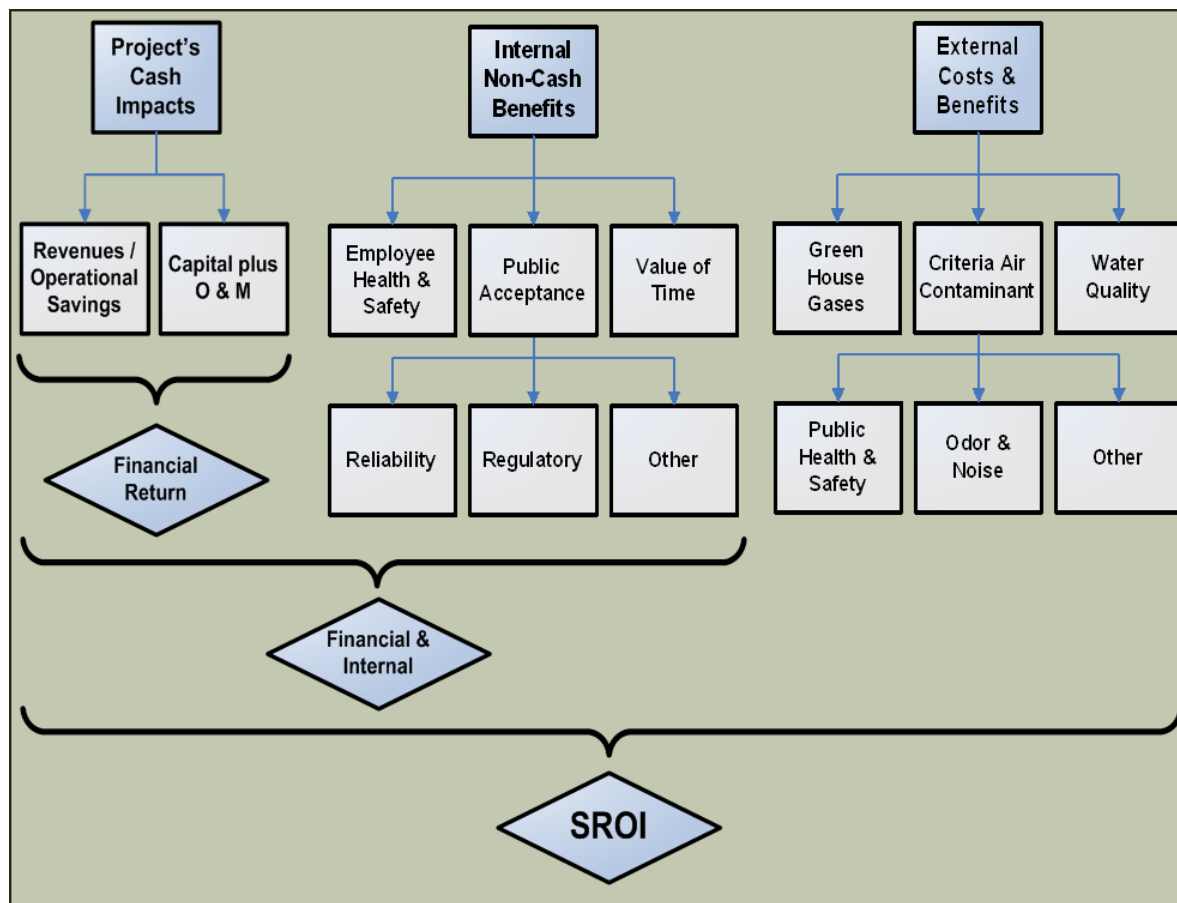 Project's
Cash
Impacts
Internal
Non-Cash
Benefits
External
Costs &
Benefits
Revenues /
Operational
Savings
Capital plus
O & M
Employee
Health &
Safety
Public
Acceptance
Value of
Time
Green
House
Gases
Criteria Air
Contaminant
Water
Quality
Financial
Return
Reliability
Regulatory
Other
Public
Health &
Safety
Odor &
Noise
Other
Financial &
Internal
SROI